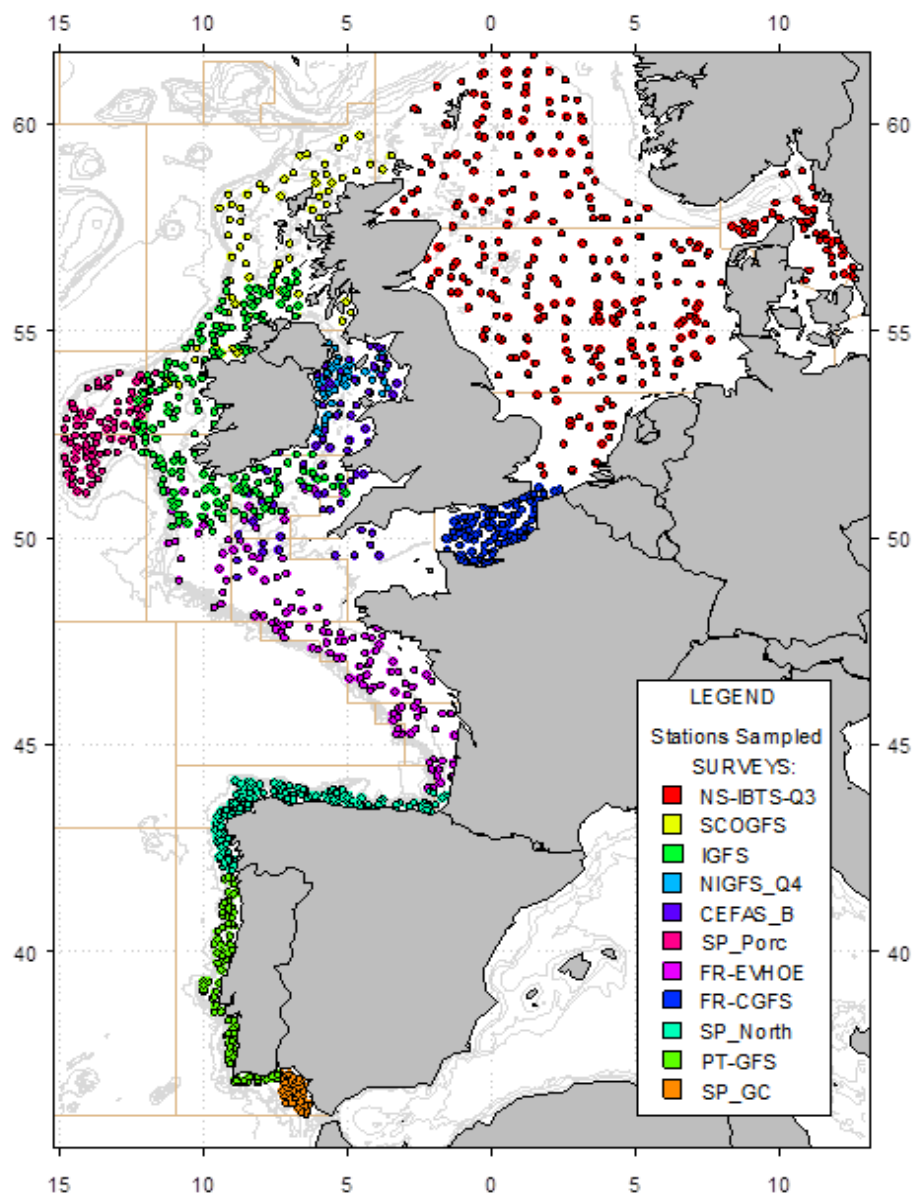 15 10 5 0 5 10
60 60
55 55
50 50
45 45
40 40
LEGEND
Stations Sampled
SURVEYS:
NS-IBTS-Q3
SCOGFS
IGFS
NIGFS_Q4
CEFAS_B
SP_Porc
FR-EVHOE
FR-CGFS
SP_North
PT-GFS
SP_GC
15 10 5 0 5 10